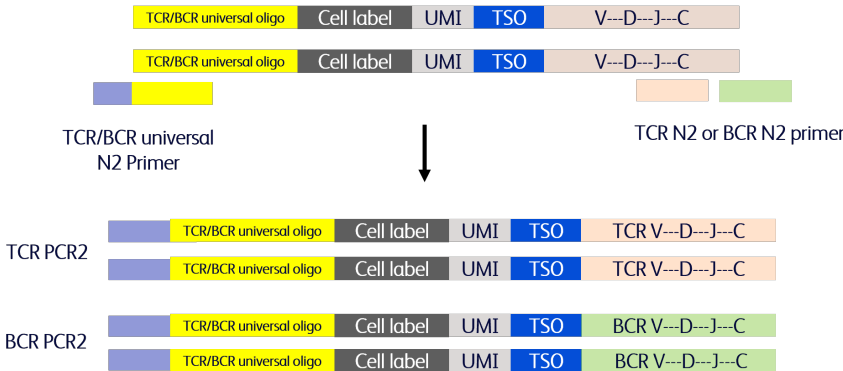 TCR/BCR universal oligo Cell label UMI TSO V---D---J---C
TCR/BCR universal oligo Cell label UMI TSO V---D---J---C
TCR/BCR universal
N2 Primer
TCR N2 or BCR N2 primer
TCR PCR2
TCR/BCR universal oligo Cell label UMI TSO TCR V---D---J---C
TCR/BCR universal oligo Cell label UMI TSO TCR V---D---J---C
BCR PCR2
TCR/BCR universal oligo Cell label UMI TSO BCR V---D---J---C
TCR/BCR universal oligo Cell label UMI TSO BCR V---D---J---C